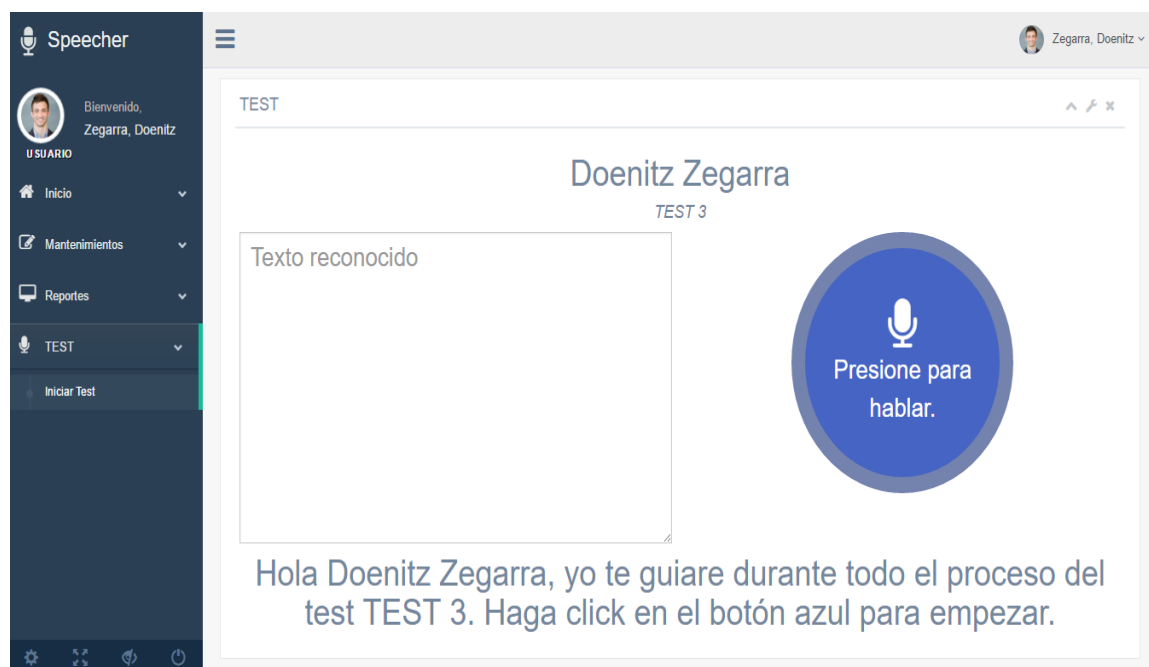 Speecher
Zegarra, Doenitz
Bienvenido,
Zegarra, Doenitz
USUARIO
Inicio
Mantenimientos
Reportes
TEST
Iniciar Test
TEST
Doenitz Zegarra
TEST 3
Texto reconocido
Presione para
hablar.
Hola Doenitz Zegarra, yo te guiare durante todo el proceso del
test TEST 3. Haga click en el botón azul para empezar.